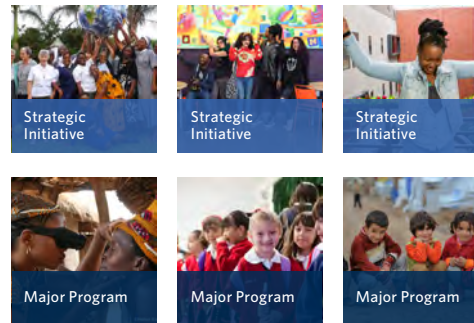 Strategic
Initiative
Strategic
Initiative
Strategic
Initiative
Major Program
Major Program
Major Program